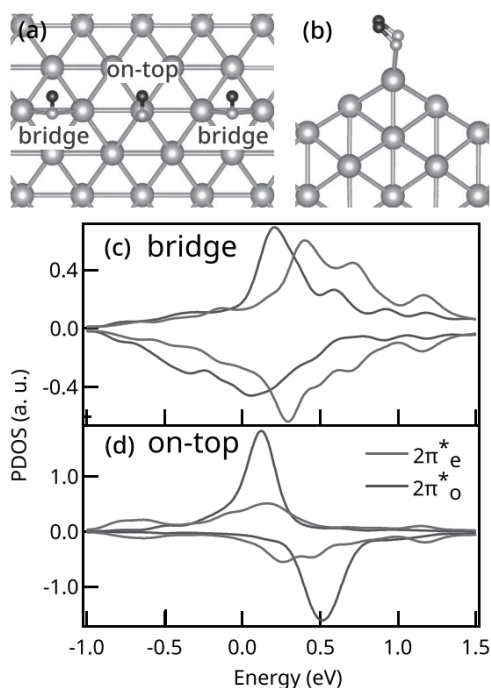 (a)
(b)
on-top
bridge
bridge
(c) bridge
0.4
0.0
-0.4
PDOS (a. u.)
(d) on-top
2π*e
2π*o
1.0
0.0
-1.0
-1.0 -0.5 0.0 0.5 1.0 1.5
Energy (eV)